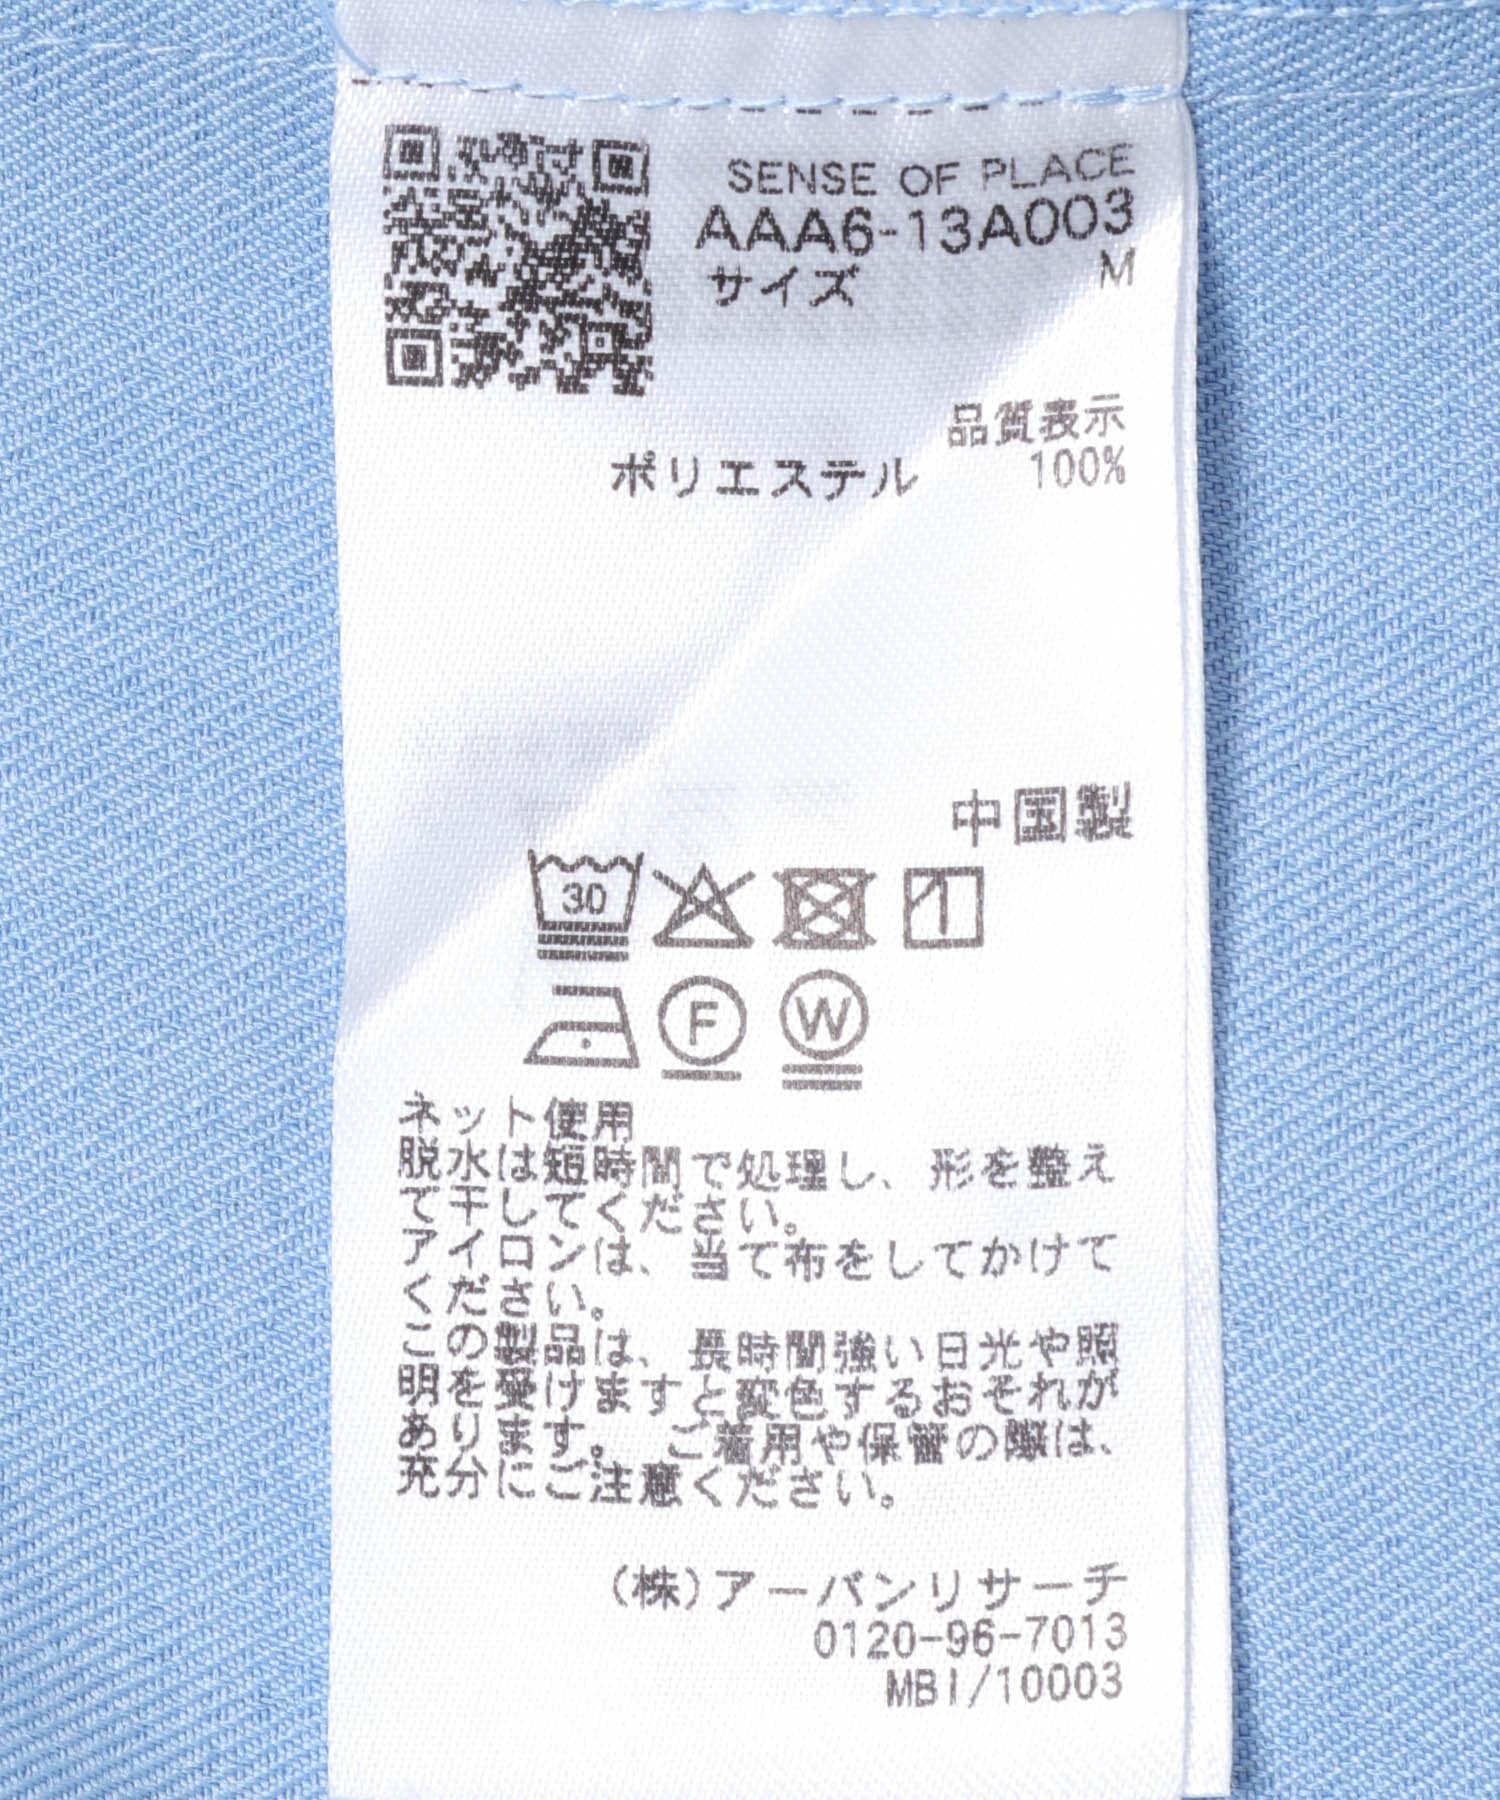 SENSE OF PLACE
AAA6-13A003
サイズ M
品質表示
ポリエステル 100%
中国製
30
F W
ネット使用
脱水は短時間で処理し、形を整え
て干してください。
アイロンは、当て布をしてかけて
ください。
この製品は、長時間強い日光や照
明を受けますと変色するおそれが
あります。 ご着用や保管の際は、
充分にご注意ください。
(株)アーバンリサーチ
0120-96-7013
MBI/10003